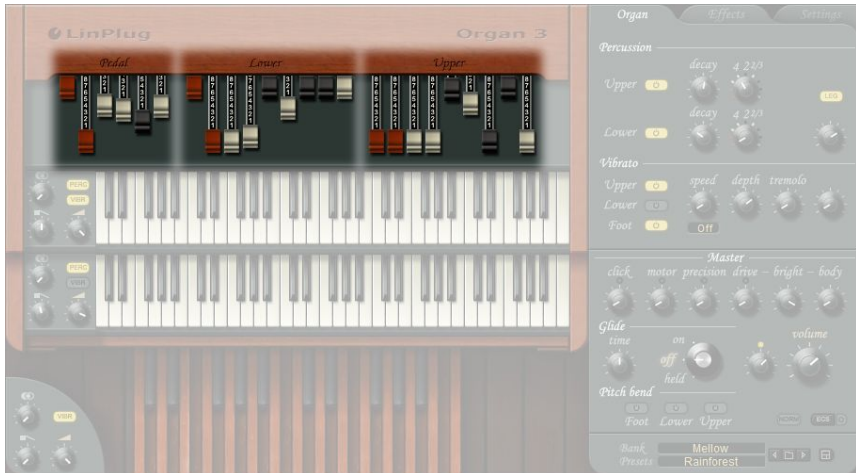 LinPlug Organ 3
Pedal Lower Upper
Organ Effects Settings
Percussion
decay 4 2 2/3
Upper
LEG
decay 4 2 2/3
Lower
Vibrato
Upper speed depth tremolo
Lower
Foot Off
PERC
VIBR
PERC
VIBR
Master
click motor precision drive – bright – body
Glide
time on volume
off
held
Pitch bend
Foot Lower Upper
VIBR
Bank Mellow
Presets Rainforest